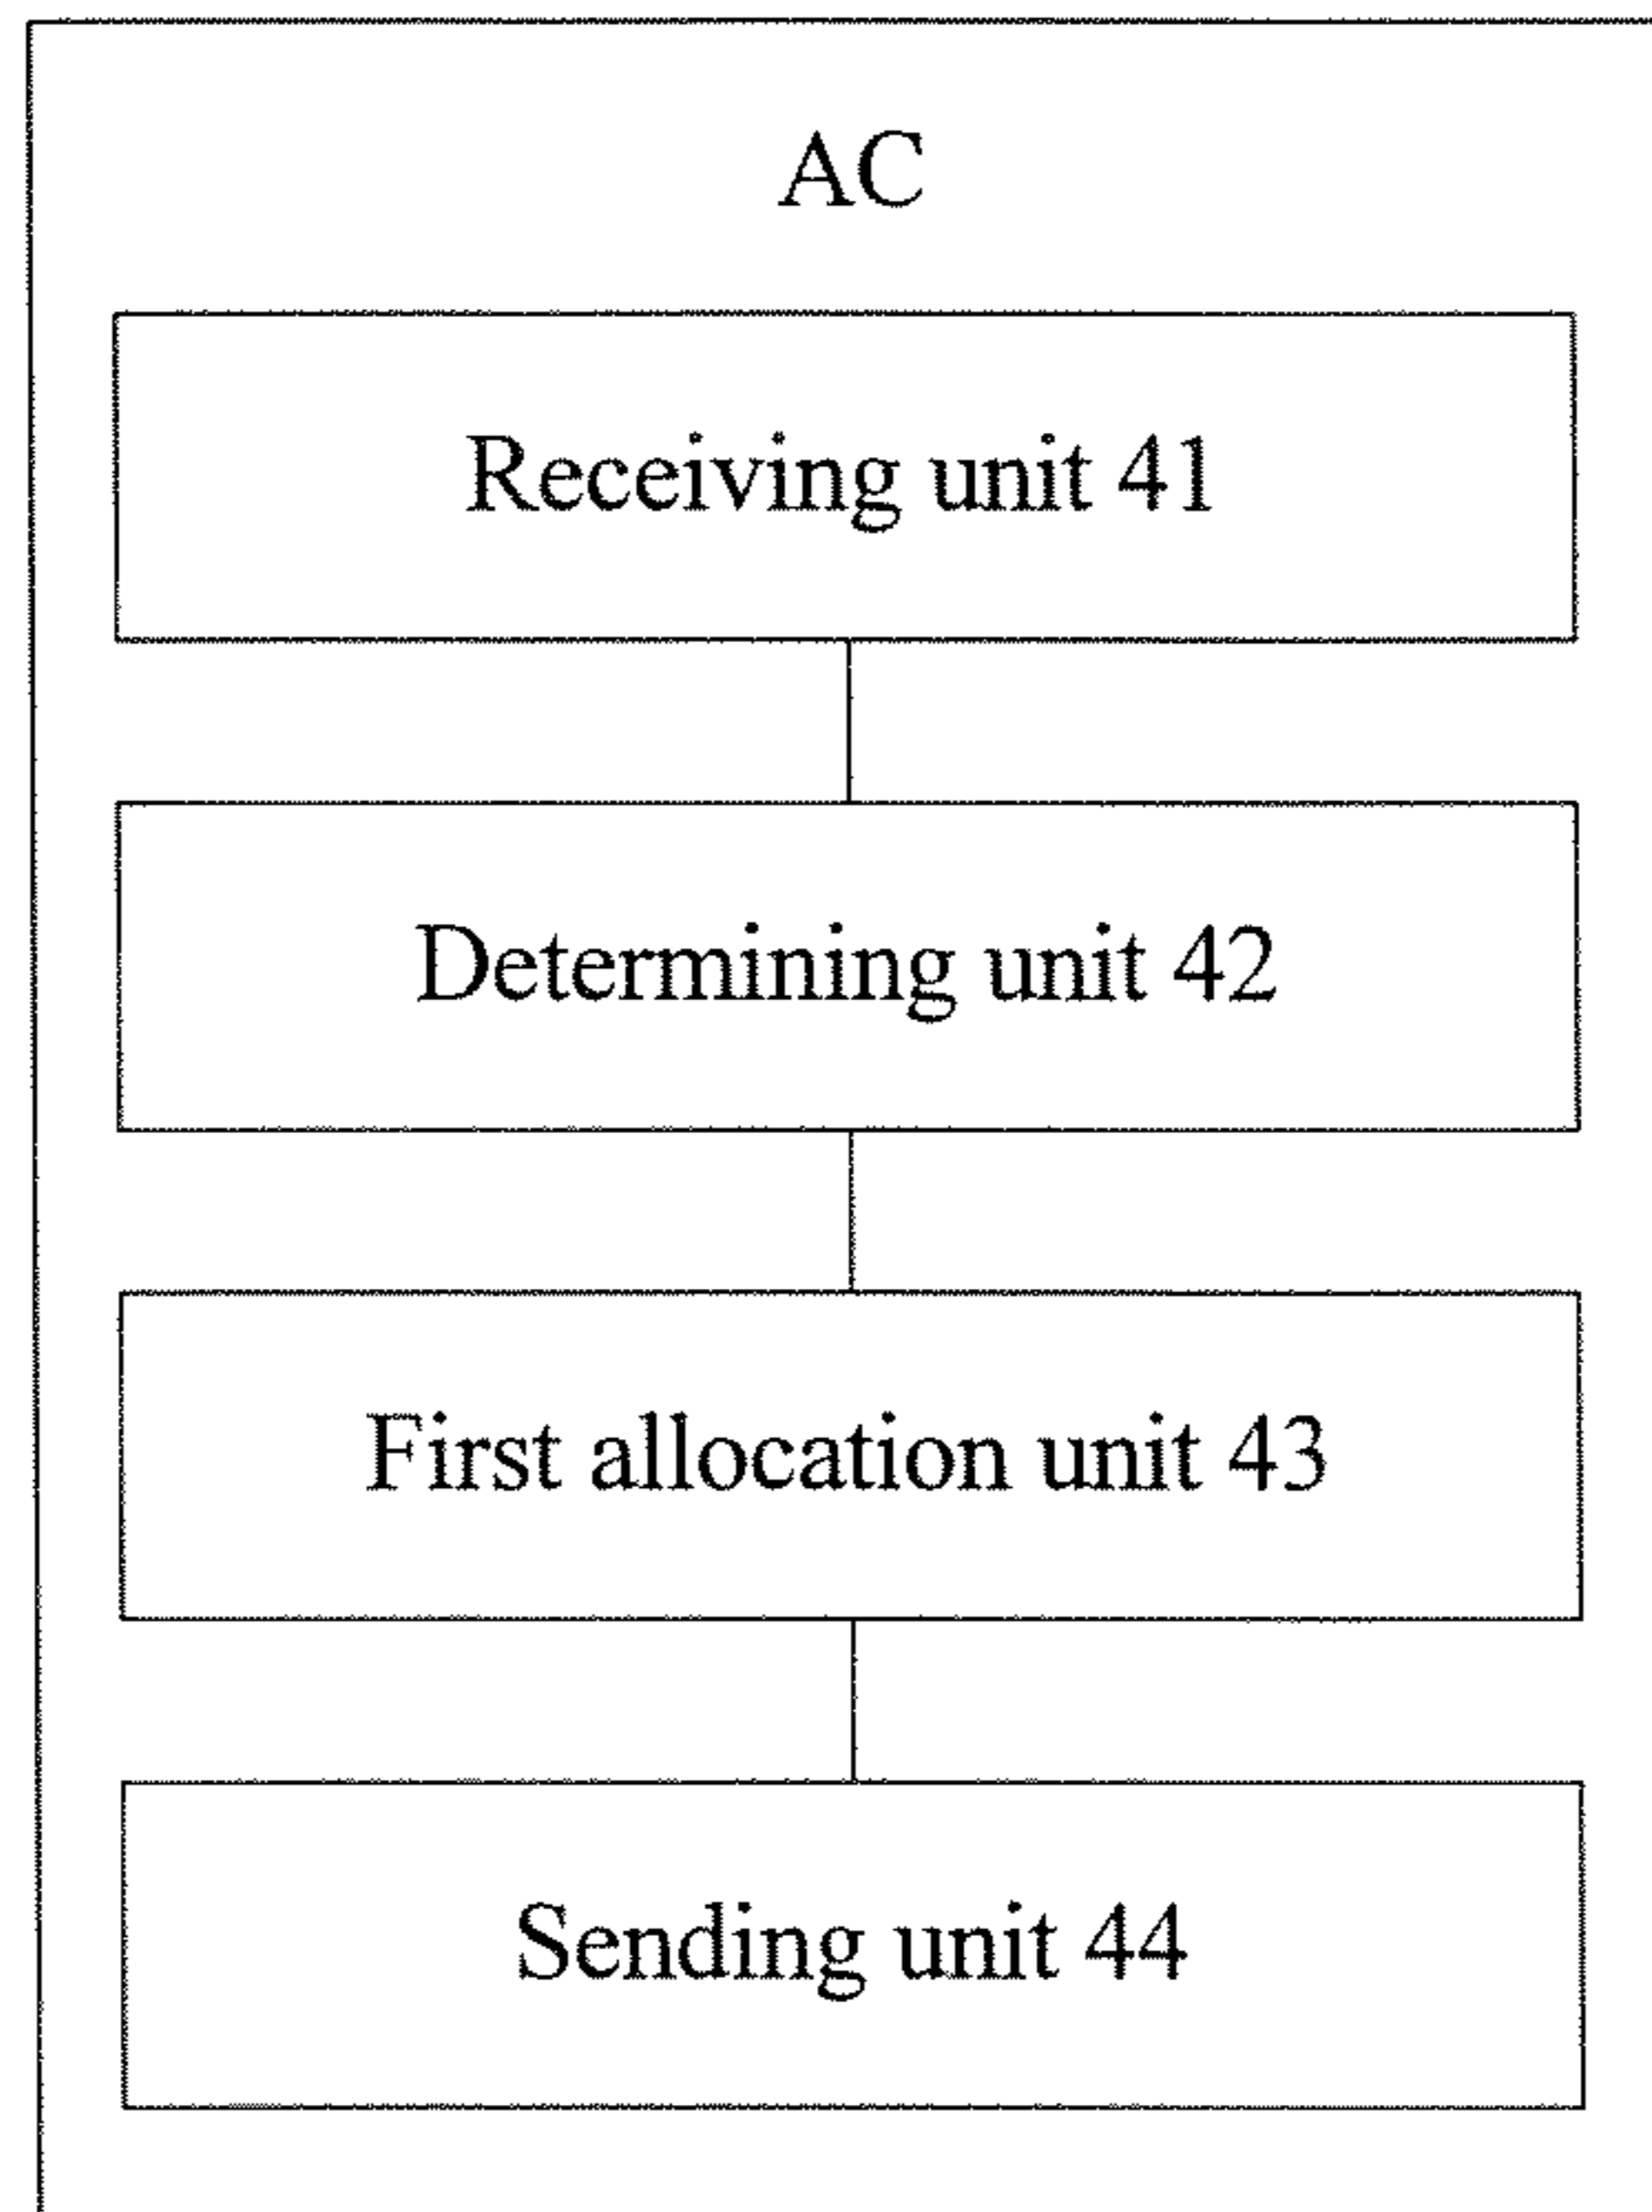 AC
Receiving unit 41
Determining unit 42
First allocation unit 43
Sending unit 44